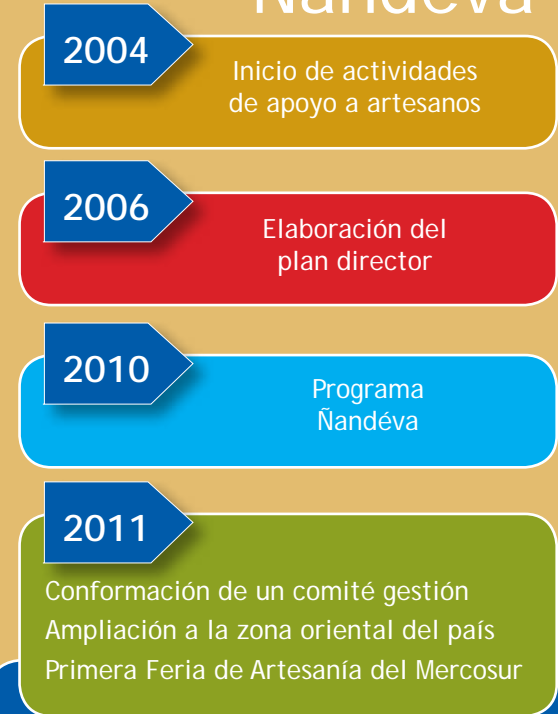 Ñandéva
2004
Inicio de actividades
de apoyo a artesanos
2006
Elaboración del
plan director
2010
Programa
Ñandéva
2011
Conformación de un comité gestión
Ampliación a la zona oriental del país
Primera Feria de Artesanía del Mercosur